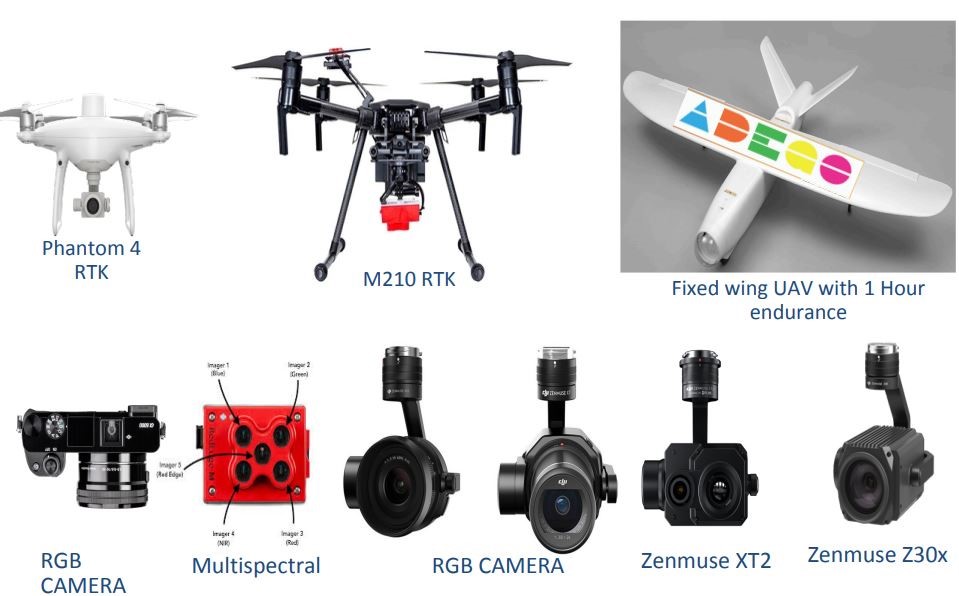 ADEGO
Phantom 4
RTK
M210 RTK
Fixed wing UAV with 1 Hour
endurance
Imager 1
(Blue)
Imager 2
(Green)
Imager 5
(Red Edge)
Imager 4
(NIR)
Imager 3
(Red)
dji
RGB
CAMERA
Multispectral
RGB CAMERA
Zenmuse XT2
Zenmuse Z30x